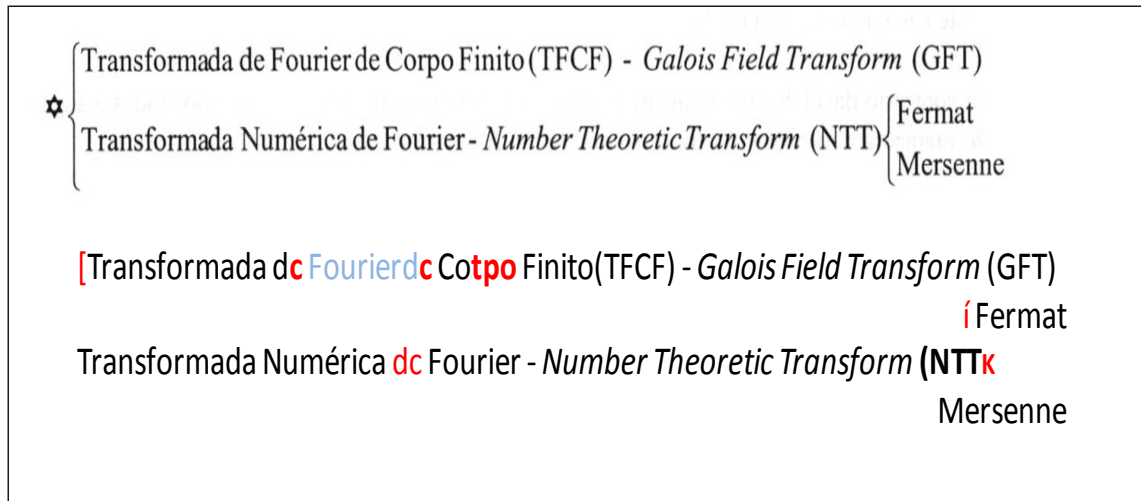 ✡ Transformada de Fourier de Corpo Finito (TFCF) - Galois Field Transform (GFT)
Transformada Numérica de Fourier - Number Theoretic Transform (NTT) { Fermat
Mersenne
[Transformada dc Fourierdc Cotpo Finito(TFCF) - Galois Field Transform (GFT)
í Fermat
Transformada Numérica dc Fourier - Number Theoretic Transform (NTTK
Mersenne